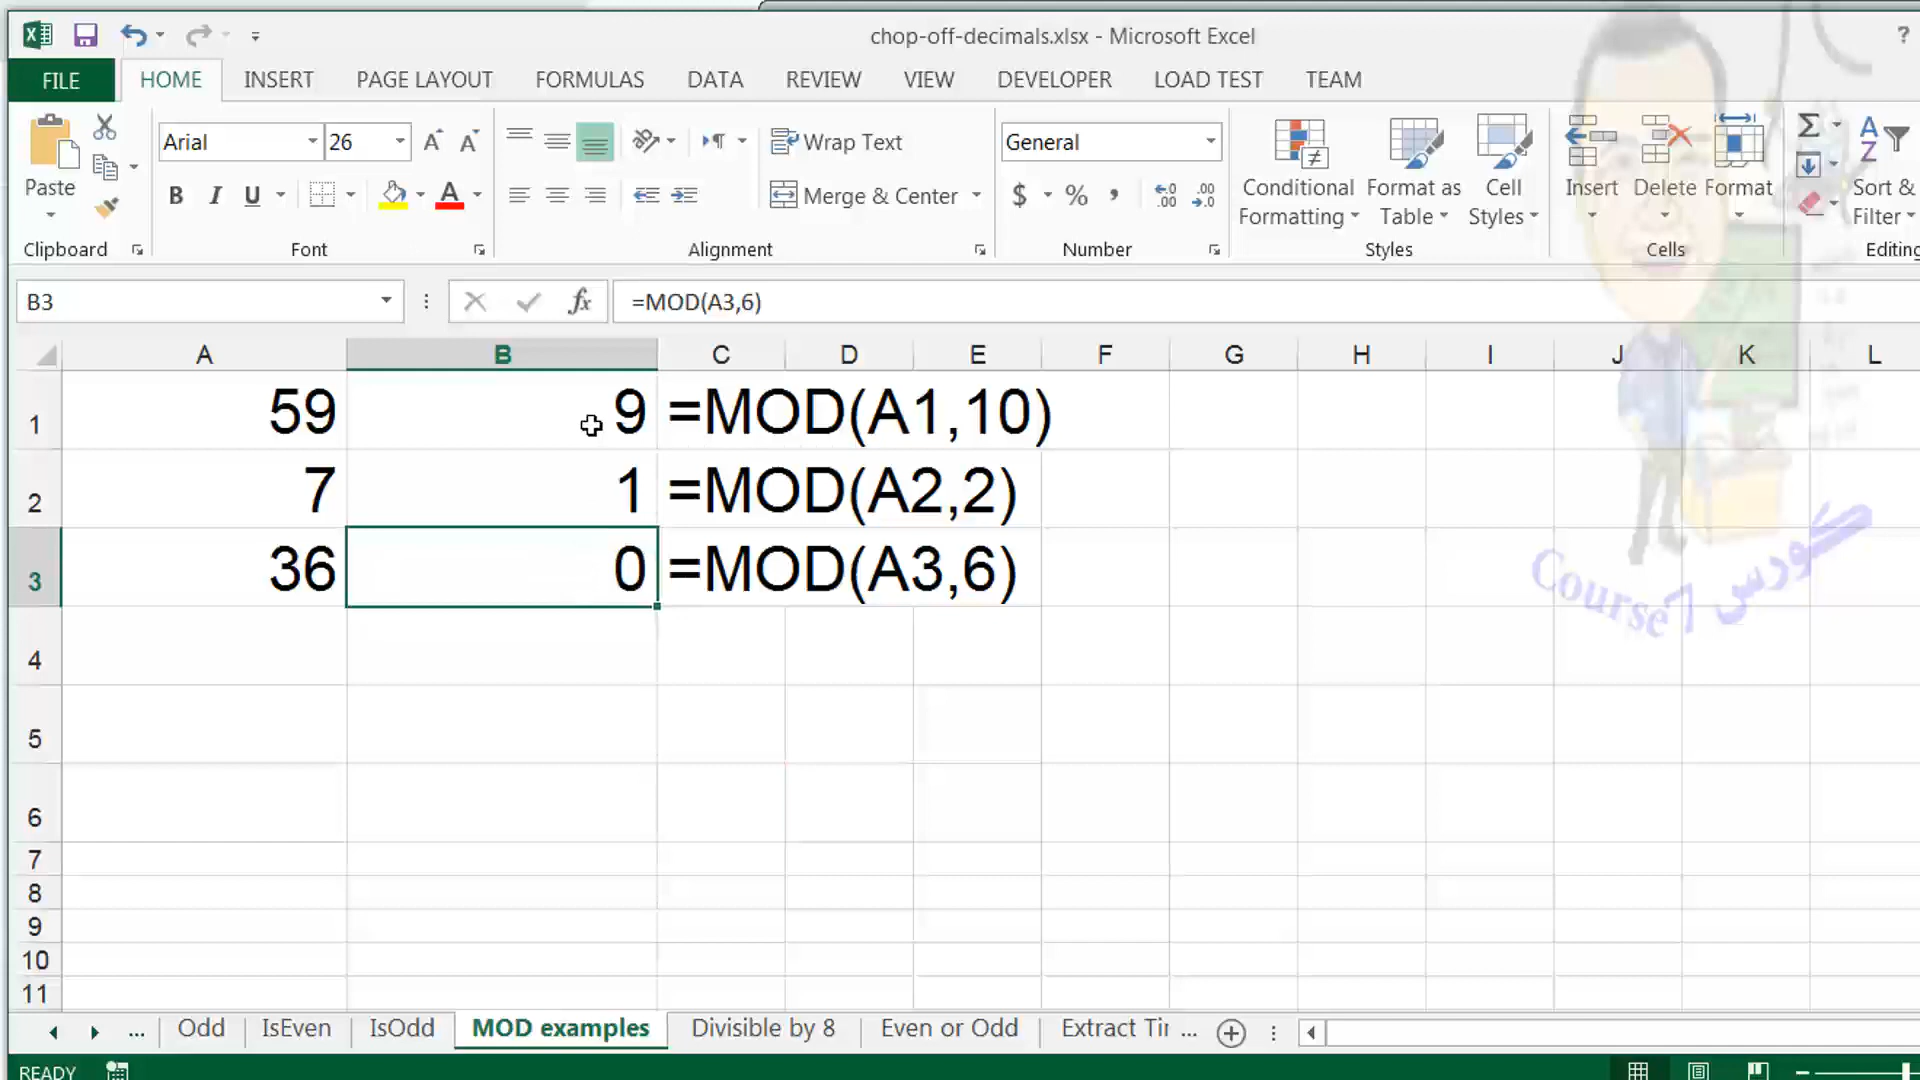 chop-off-decimals.xlsx - Microsoft Excel
?
FILE HOME INSERT PAGE LAYOUT FORMULAS DATA REVIEW VIEW DEVELOPER LOAD TEST TEAM
Paste
Clipboard
Arial 26
B I U A
Font
Wrap Text
Merge & Center
Alignment
General
$ % ,
Number
Conditional Formatting
Format as Table
Cell Styles
Styles
Insert Delete Format
Cells
Sort &
Filter
Editing
B3 fx =MOD(A3,6)
A B C D E F G H I J K L
1 59 9 =MOD(A1,10)
2 7 1 =MOD(A2,2)
3 36 0 =MOD(A3,6)
4
5
6
7
8
9
10
11
Course7 كورس
... Odd IsEven IsOdd MOD examples Divisible by 8 Even or Odd Extract Tir ...
READY